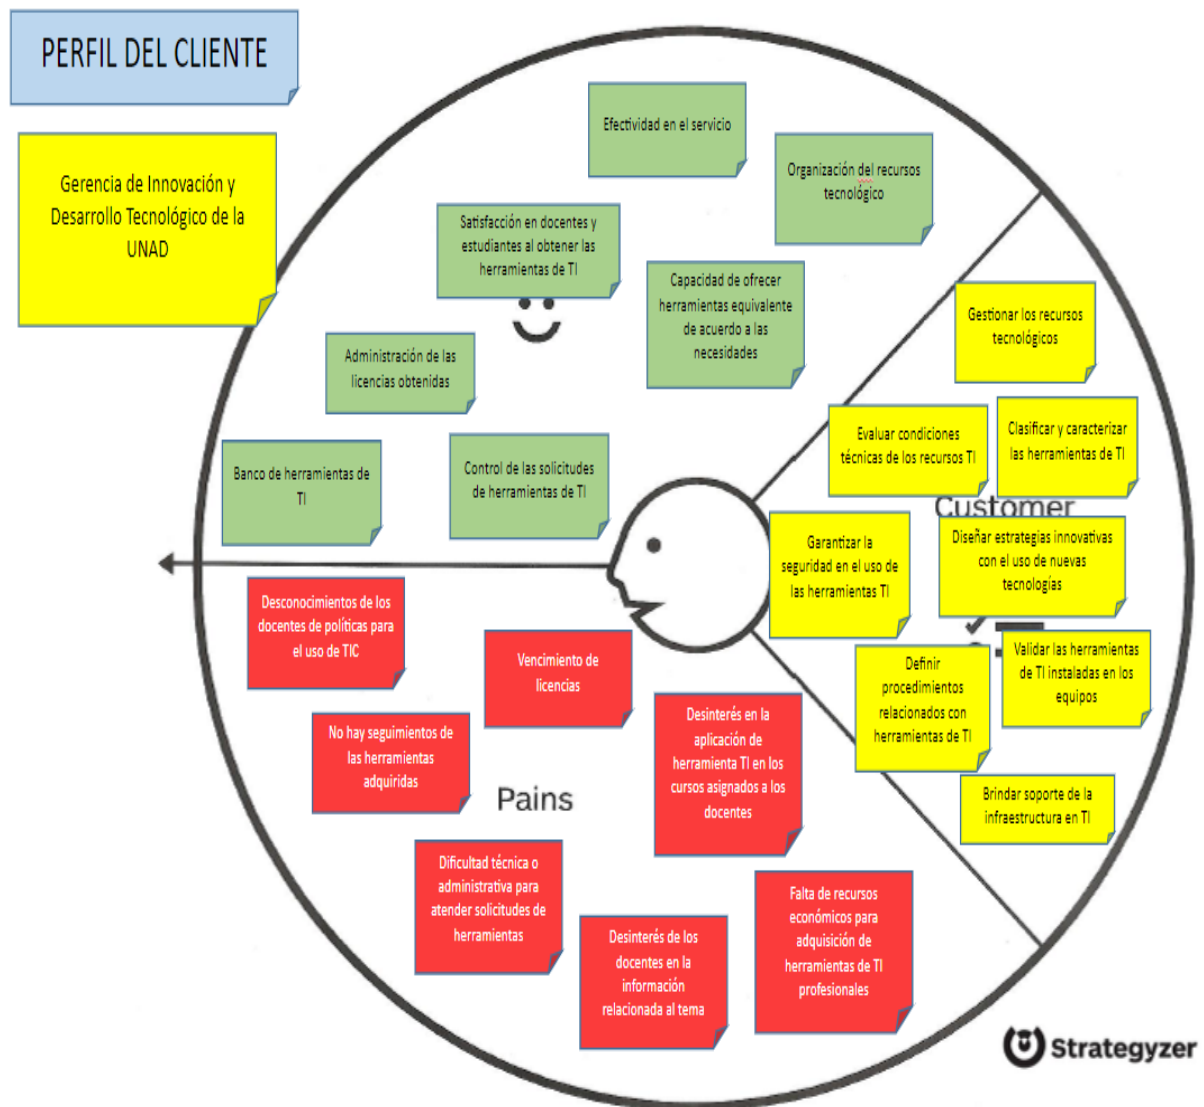 PERFIL DEL CLIENTE
Gerencia de Innovación y
Desarrollo Tecnológico de la
UNAD
Efectividad en el servicio
Organización del recursos
tecnológico
Satisfacción en docentes y
estudiantes al obtener las
herramientas de TI
Capacidad de ofrecer
herramientas equivalente
de acuerdo a las
necesidades
Administración de las
licencias obtenidas
Banco de herramientas de
TI
Control de las solicitudes
de herramientas de TI
Gestionar los recursos
tecnológicos
Evaluar condiciones
técnicas de los recursos TI
Clasificar y caracterizar
las herramientas de TI
Customer
Garantizar la
seguridad en el uso de
las herramientas TI
Diseñar estrategias innovativas
con el uso de nuevas
tecnologías
Definir
procedimientos
relacionados con
herramientas de TI
Validar las herramientas
de TI instaladas en los
equipos
Brindar soporte de la
infraestructura en TI
Desconocimientos de los
docentes de políticas para
el uso de TIC
Vencimiento de
licencias
No hay seguimientos de
las herramientas
adquiridas
Desinterés en la
aplicación de
herramienta TI en los
cursos asignados a los
docentes
Pains
Dificultad técnica o
administrativa para
atender solicitudes de
herramientas
Desinterés de los
docentes en la
información
relacionada al tema
Falta de recursos
económicos para
adquisición de
herramientas de TI
profesionales
Strategyzer